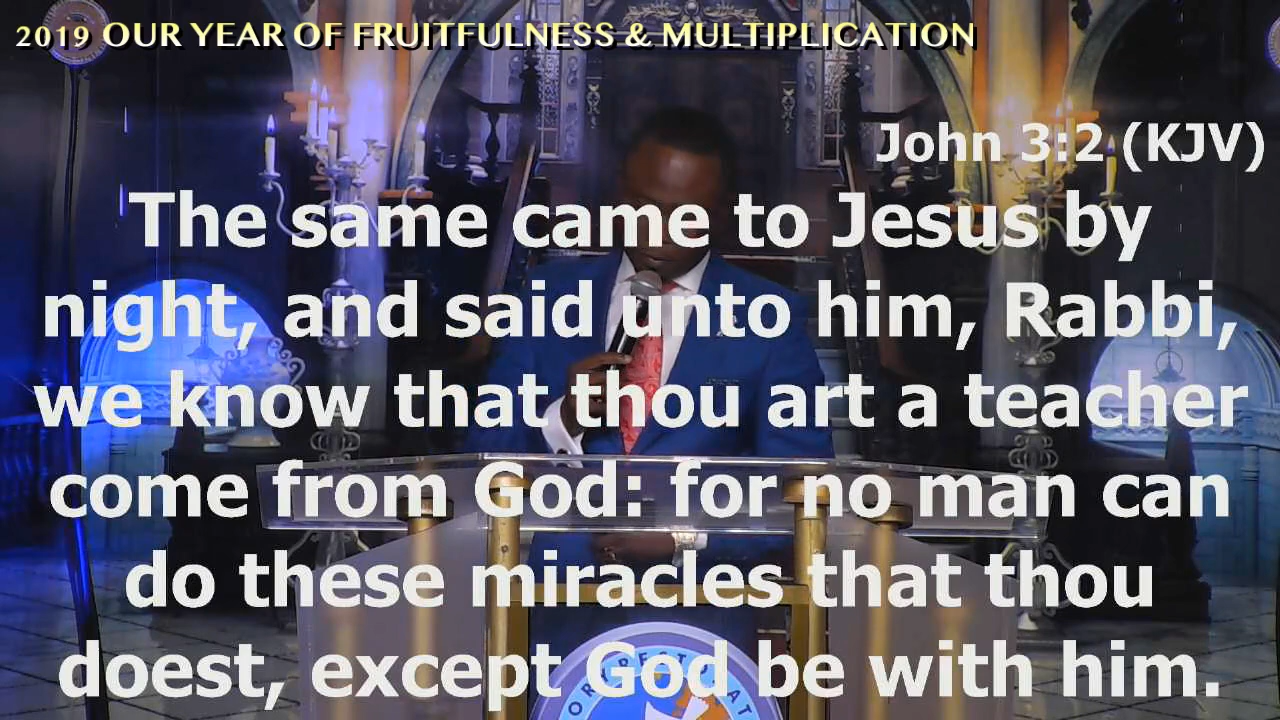 2019 OUR YEAR OF FRUITFULNESS & MULTIPLICATION
John 3:2 (KJV)
The same came to Jesus by
night, and said unto him, Rabbi,
we know that thou art a teacher
come from God: for no man can
do these miracles that thou
doest, except God be with him.